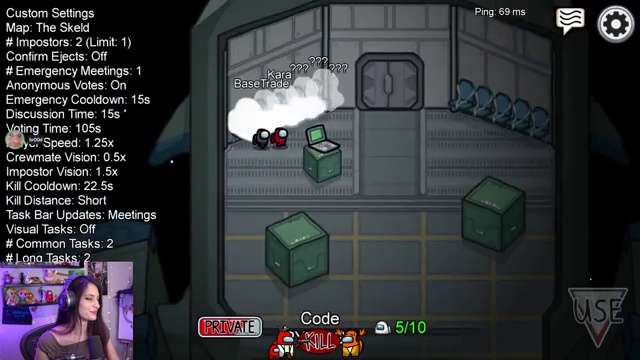 Custom Settings
Map: The Skeld
# Impostors: 2 (Limit: 1)
Confirm Ejects: Off
# Emergency Meetings: 1
Anonymous Votes: On
Emergency Cooldown: 15s
Discussion Time: 15s *
Voting Time: 105s
Speed: 1.25x
Crewmate Vision: 0.5x
Impostor Vision: 1.5x
Kill Cooldown: 22.5s
Kill Distance: Short
Task Bar Updates: Meetings
Visual Tasks: Off
# Common Tasks: 2
# Long Tasks: 2
Ping: 69 ms
???
???
???
Kara
BaseTrade
USE
Code
PRIVATE
KILL
5/10